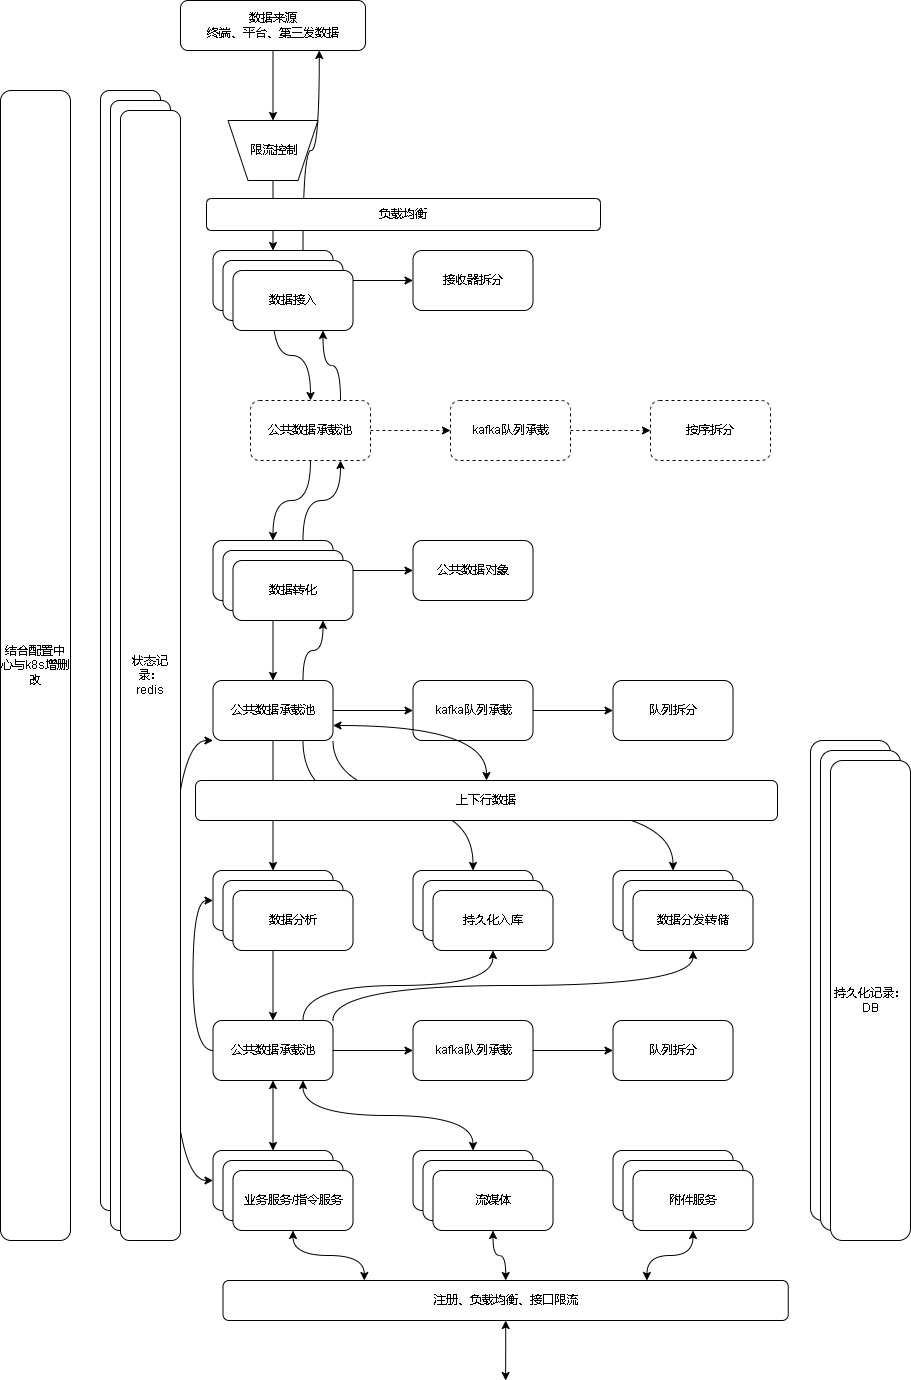 数据来源
终端、平台、第三发数据
限流控制
负载均衡
数据接入
接收器拆分
公共数据承载池
kafka队列承载
按序拆分
数据转化
公共数据对象
结合配置中
心与k8s增删
改
状态记
录：
redis
公共数据承载池
kafka队列承载
队列拆分
上下行数据
数据分析
持久化入库
数据分发转储
持久化记录：
DB
公共数据承载池
kafka队列承载
队列拆分
业务服务/指令服务
流媒体
附件服务
注册、负载均衡、接口限流